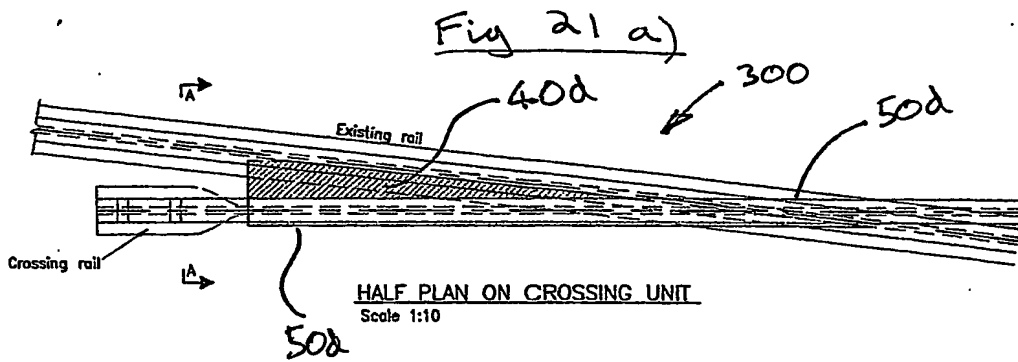 Fig 21 a)
300
40d
50d
A
Existing rail
Crossing rail
A
HALF PLAN ON CROSSING UNIT
Scale 1:10
50d